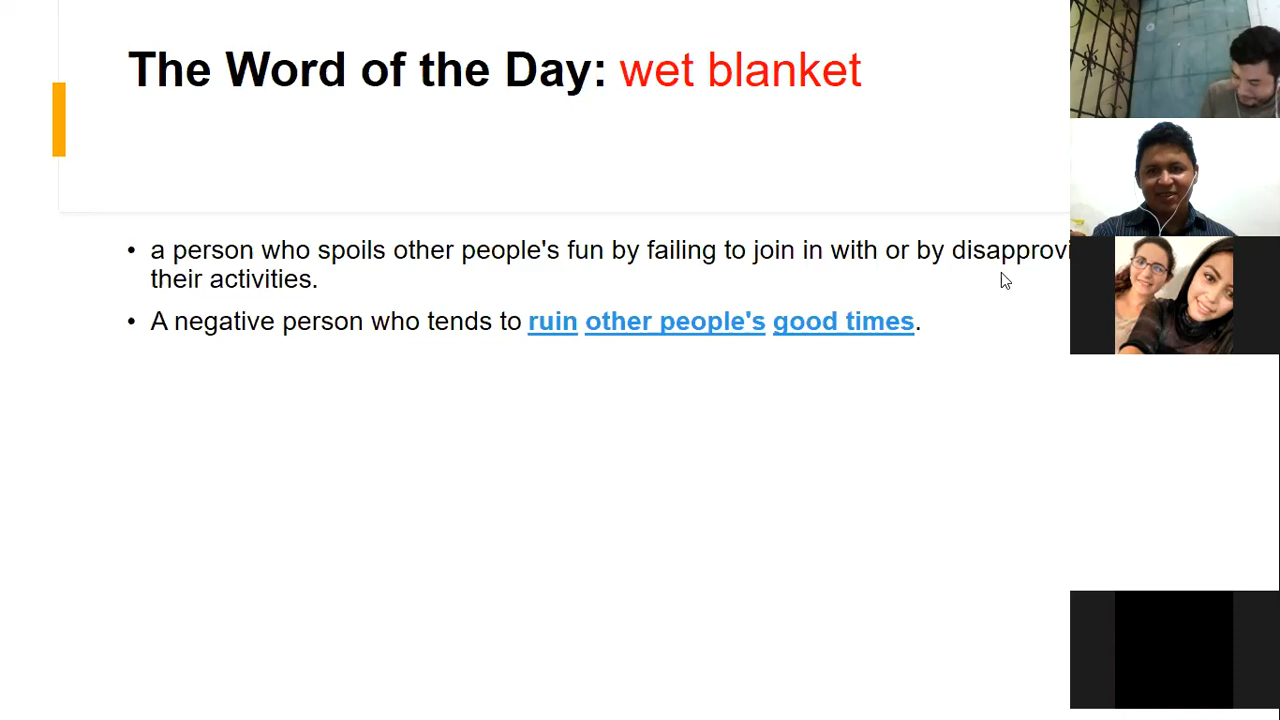 The Word of the Day: wet blanket
• a person who spoils other people's fun by failing to join in with or by
their activities.
• A negative person who tends to ruin other people's good times.